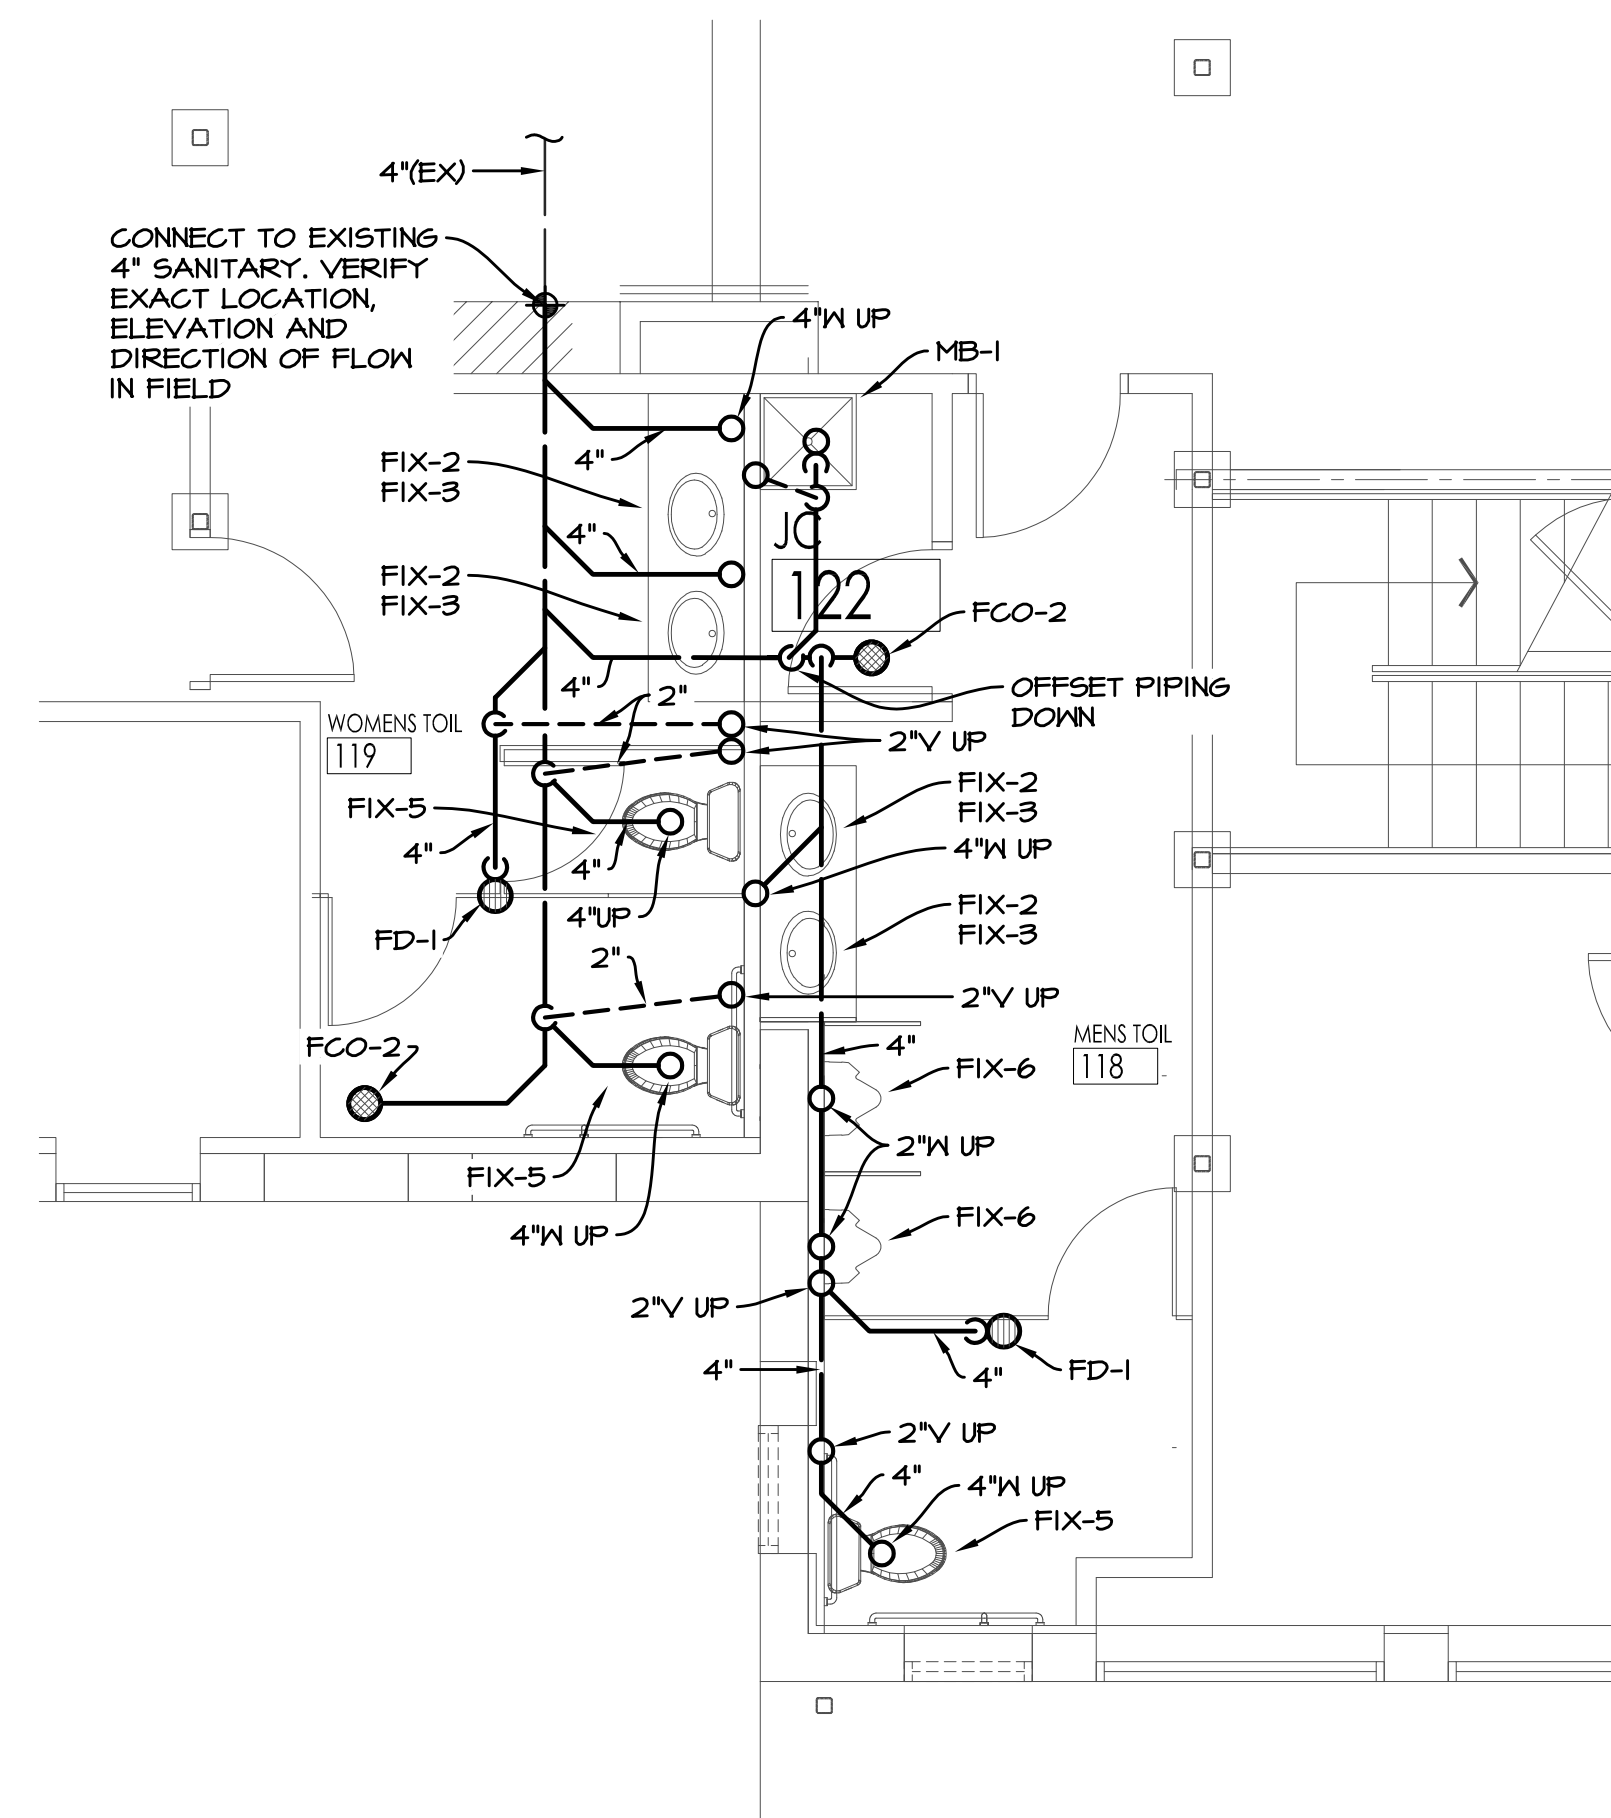 4"(EX)
CONNECT TO EXISTING
4" SANITARY. VERIFY
EXACT LOCATION,
ELEVATION AND
DIRECTION OF FLOW
IN FIELD
4"W UP
MB-1
FIX-2
FIX-3
4"
4"
JC
122
FIX-2
FIX-3
FCO-2
4"
2"
OFFSET PIPING
DOWN
WOMENS TOIL
119
2"V UP
FIX-5
FIX-2
FIX-3
4"
4"
4"W UP
4"UP
FIX-2
FIX-3
FD-1
2"
2"V UP
FCO-2
4"
MENS TOIL
118
FIX-6
2"W UP
FIX-5
4"W UP
FIX-6
2"V UP
4"
4"
FD-1
2"V UP
4"
4"W UP
FIX-5